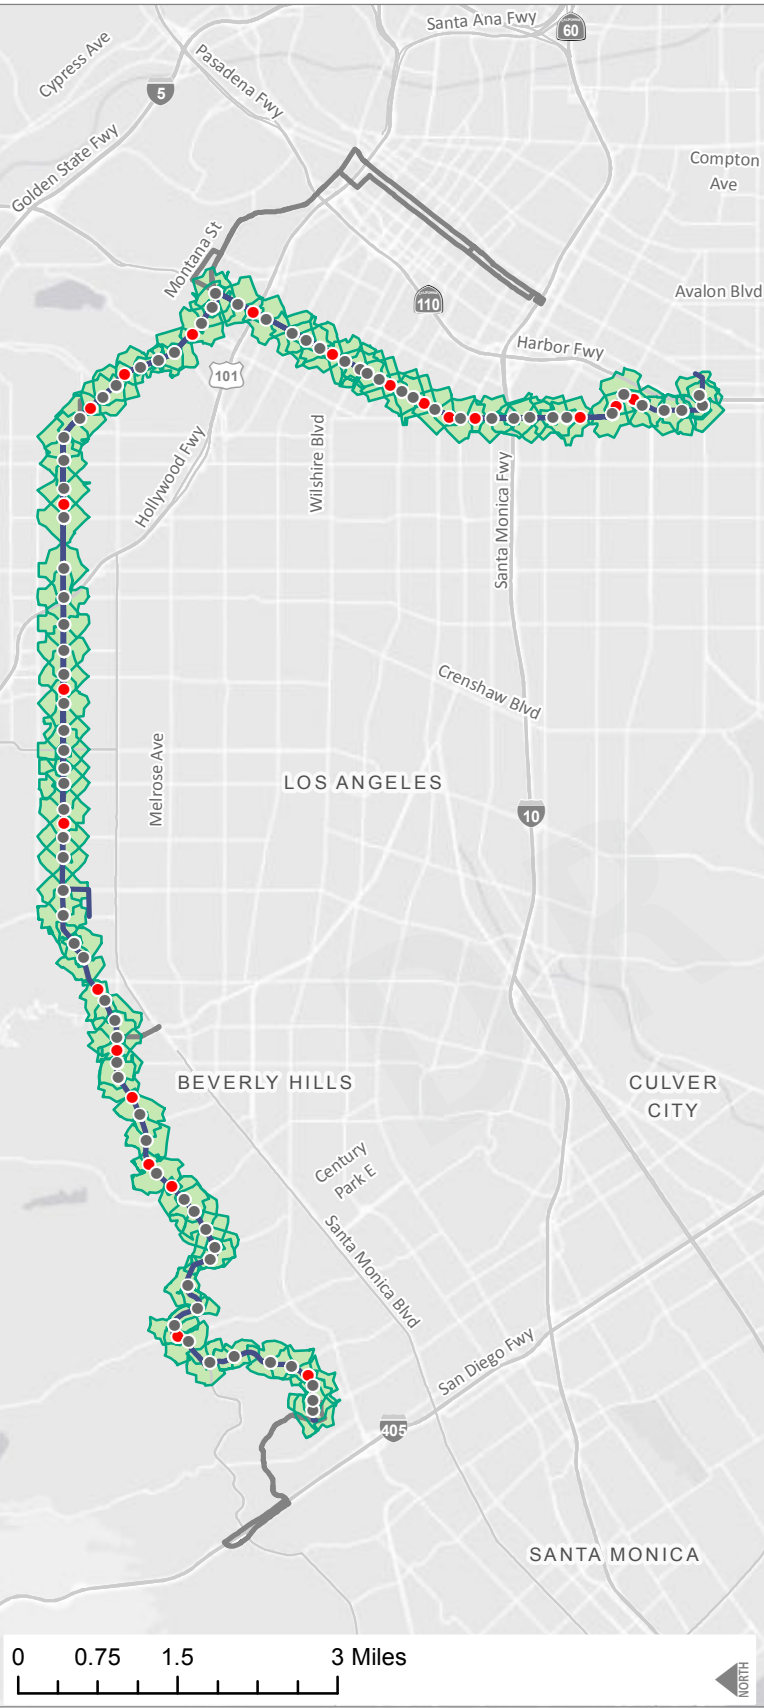 Santa Ana Fwy
CALIFORNIA
60
Cypress Ave
Pasadena Fwy
5
Golden State Fwy
Compton
Ave
Montana St
Avalon Blvd
CALIFORNIA
110
Harbor Fwy
101
Hollywood Fwy
Wilshire Blvd
Santa Monica Fwy
Crenshaw Blvd
Melrose Ave
LOS ANGELES
10
BEVERLY HILLS
CULVER
CITY
Century
Park E
Santa Monica Blvd
San Diego Fwy
405
SANTA MONICA
0 0.75 1.5 3 Miles
NORTH